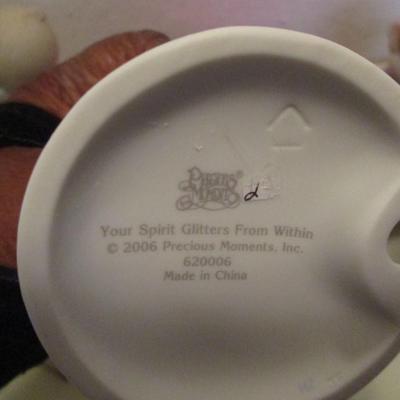 Precious
Moments®
Your Spirit Glitters From Within
© 2006 Precious Moments, Inc.
620006
Made in China